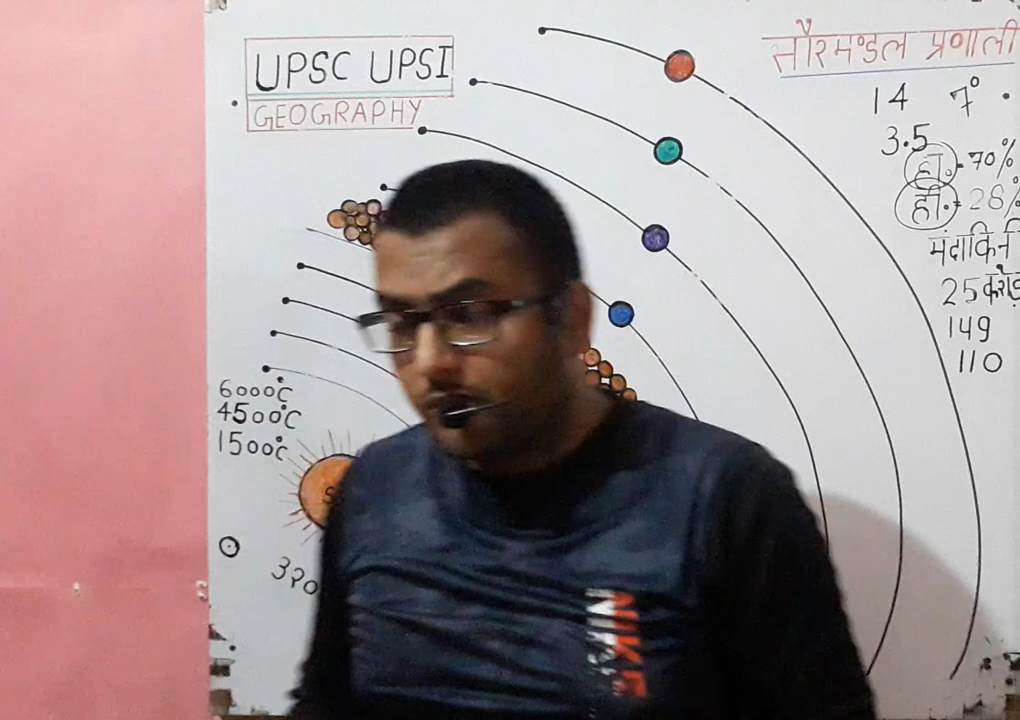 UPSC UPSI
GEOGRAPHY
सौरमण्डल प्रणाली
14 7°
3.5
हा. - 70%
ही. - 28%
मंदाकिनी
25 करोड़
149
110
6000°C
4500°C
1500°C
S
NIKE